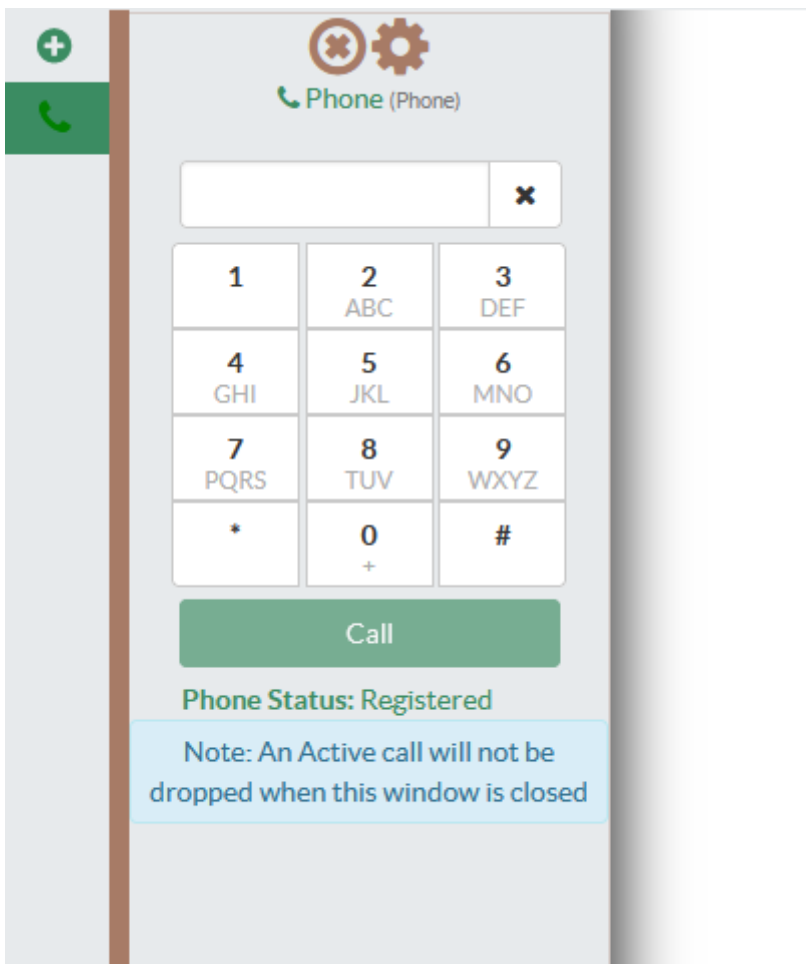 Phone (Phone)
1 2 3
ABC DEF
4 5 6
GHI JKL MNO
7 8 9
PQRS TUV WXYZ
* 0 #
+
Call
Phone Status: Registered
Note: An Active call will not be
dropped when this window is closed